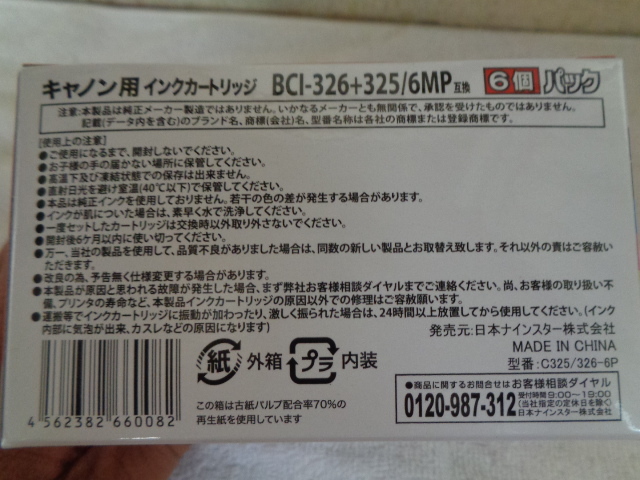 キャノン用 インクカートリッジ BCI-326+325/6MP互換 6個パック
注意:本製品は純正メーカー製造ではありません。いかなるメーカーとも無関係で、承認を受けたものではありません。
記載(データ内を含む)のブランド名、商標(会社)名、型番名称は各社の商標または登録商標です。
[使用上の注意]
●ご使用になるまで、開封しないでください。
●お子様の手の届かない場所に保管してください。
●高温下及び凍結状態での保存は出来ません。
●直射日光を避け室温(40℃以下)で保管してください。
●本品は純正インクを使用しておりません。若干の色の差が発生する場合があります。
●インクが肌についた場合は、素早く水で洗浄してください。
●一度セットしたカートリッジは交換時以外取り外さないでください。
●開封後6ケ月以内に使い切ってください。
●万一、当社の製品を使用して、品質不良がありました場合は、同数の新しい製品とお取替え致します。それ以外の責はご容赦い
ただきます。
●改良の為、予告無く仕様変更する場合があります。
●本製品が原因と思われる故障が発生した場合、まず弊社お客様相談ダイヤルまでご連絡ください。尚、お客様の取り扱い不
備、プリンタの寿命など、本製品インクカートリッジの原因以外での修理はご容赦願います。
●運搬等でインクカートリッジに振動が加わったり、激しく振られた場合は、24時間以上放置してから使用してください。(インク
内部に気泡が出来、カスレなどの原因になります)
発売元:日本ナインスター株式会社
MADE IN CHINA
型番:C325/326-6P
紙 外箱 プラ 内装
この箱は古紙パルプ配合率70%の
再生紙を使用しています
4 562382 660082
●商品に関するお問合せはお客様相談ダイヤル
0120-987-312
受付時間9:00〜19:00
(当社指定の定休日を除く)
日本ナインスター株式会社